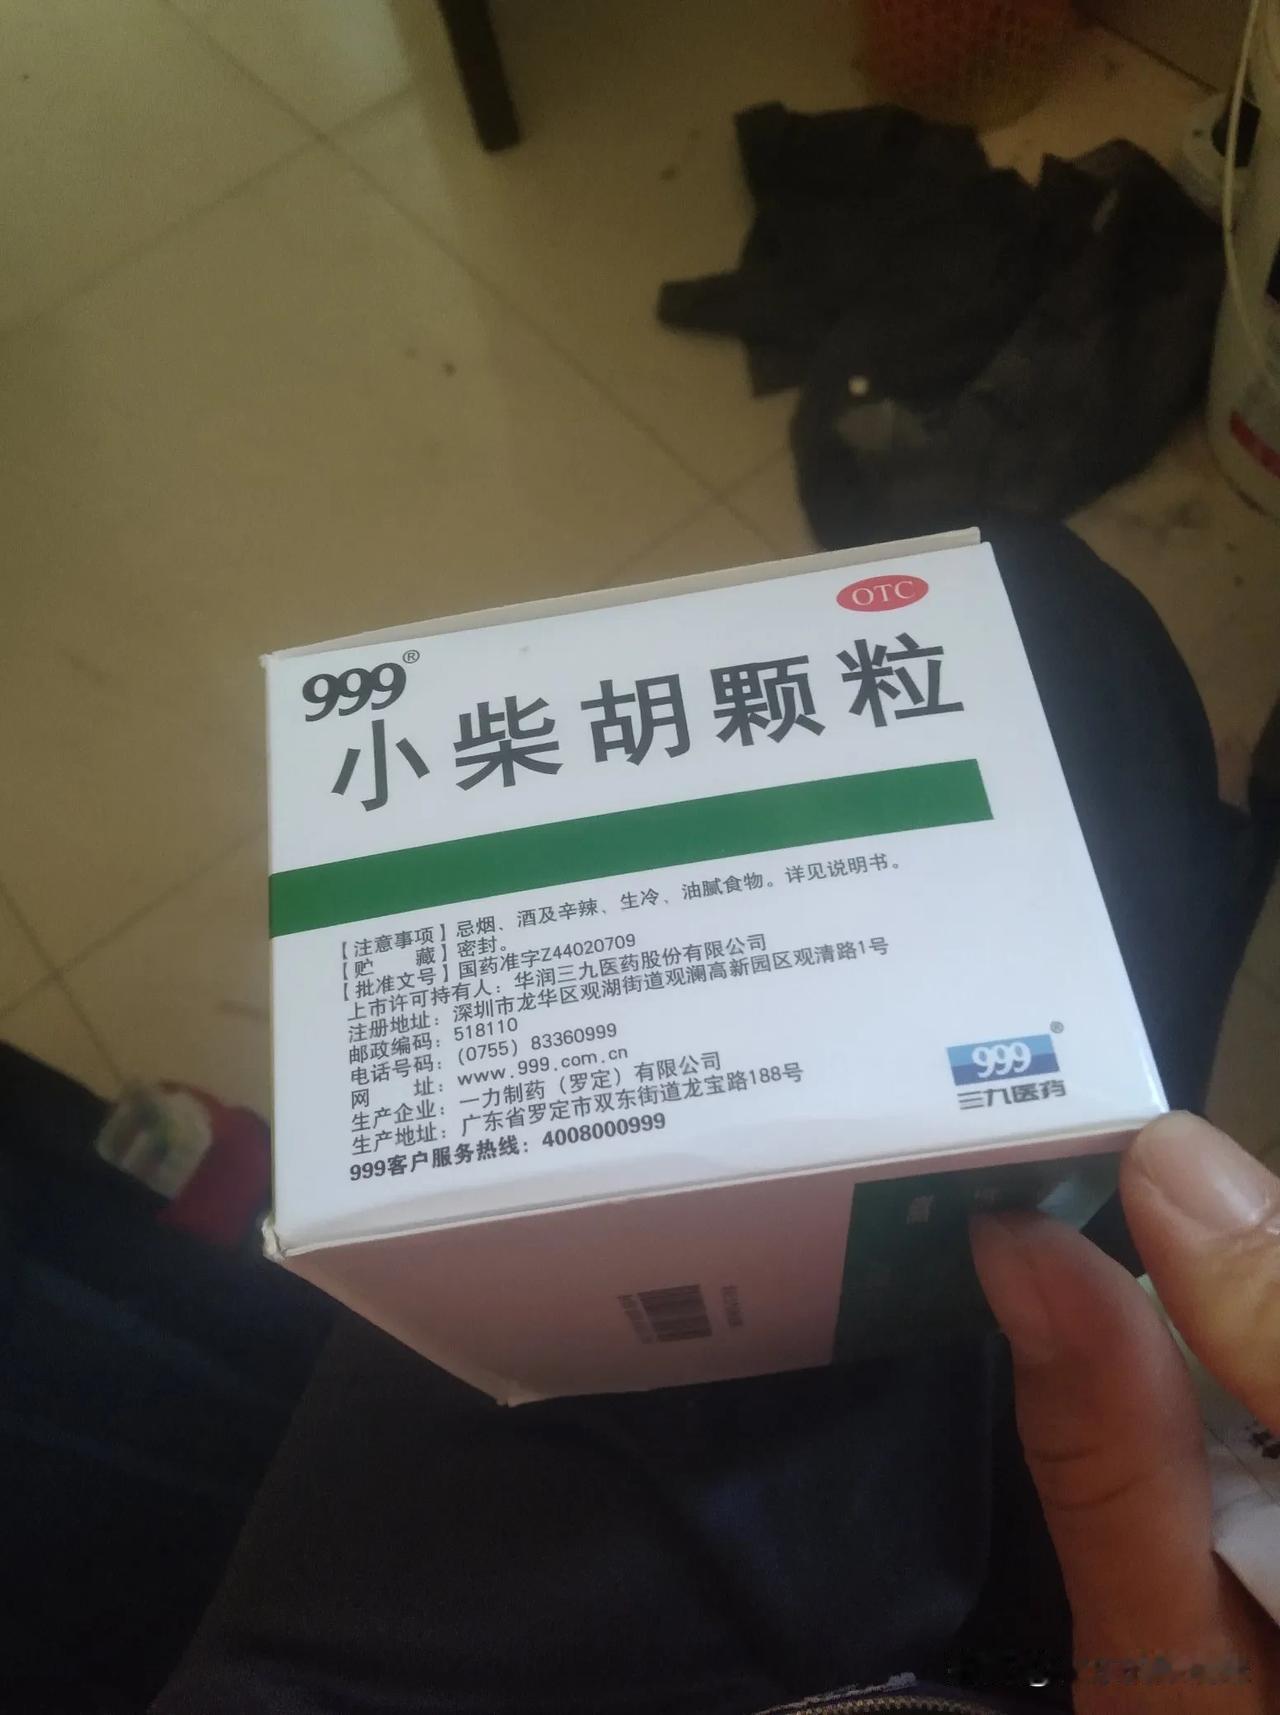 999®
OTC
小柴胡颗粒
【注意事项】忌烟、酒及辛辣、生冷、油腻食物。详见说明书。
【贮 藏】密封。
【批准文号】国药准字Z44020709
上市许可持有人：华润三九医药股份有限公司
注册地址：深圳市龙华区观湖街道观澜高新园区观清路1号
邮政编码：518110
电话号码：(0755) 83360999
网 址：www.999.com.cn
生产企业：一力制药（罗定）有限公司
生产地址：广东省罗定市双东街道龙宝路188号
999客户服务热线：4008000999
999®
三九医药